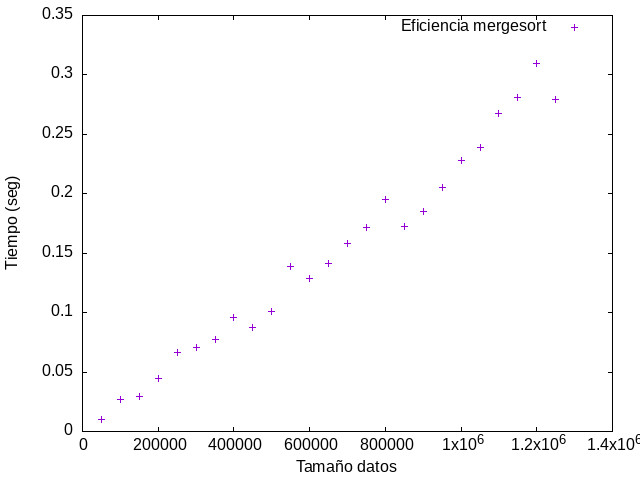 Eficiencia mergesort
0.35
0.3
0.25
0.2
0.15
0.1
0.05
0
Tiempo (seg)
0 200000 400000 600000 800000 1x10⁶ 1.2x10⁶ 1.4x10⁶
Tamaño datos